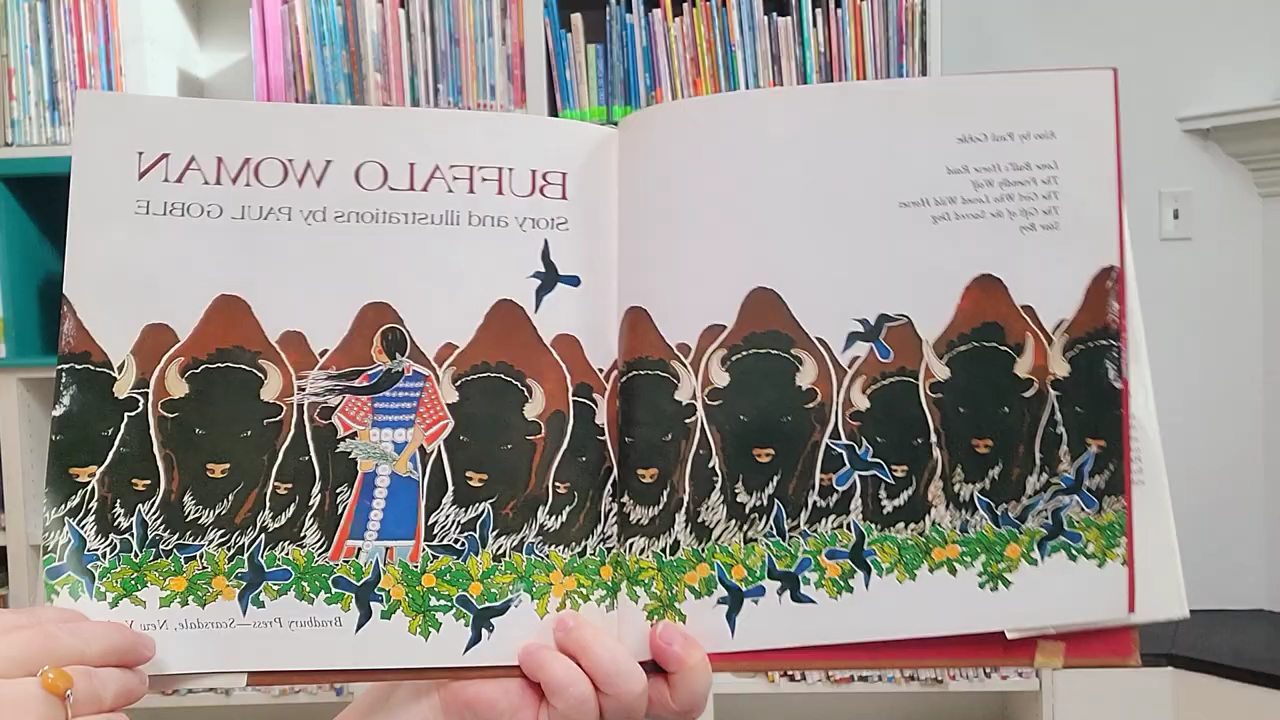 Also by Paul Goble
Lone Bull's Horse Raid
The Friendly Wolf
The Girl Who Loved Wild Horses
The Gift of the Sacred Dog
Star Boy
BUFFALO WOMAN
Story and illustrations by PAUL GOBLE
Bradbury Press—Scarsdale, New